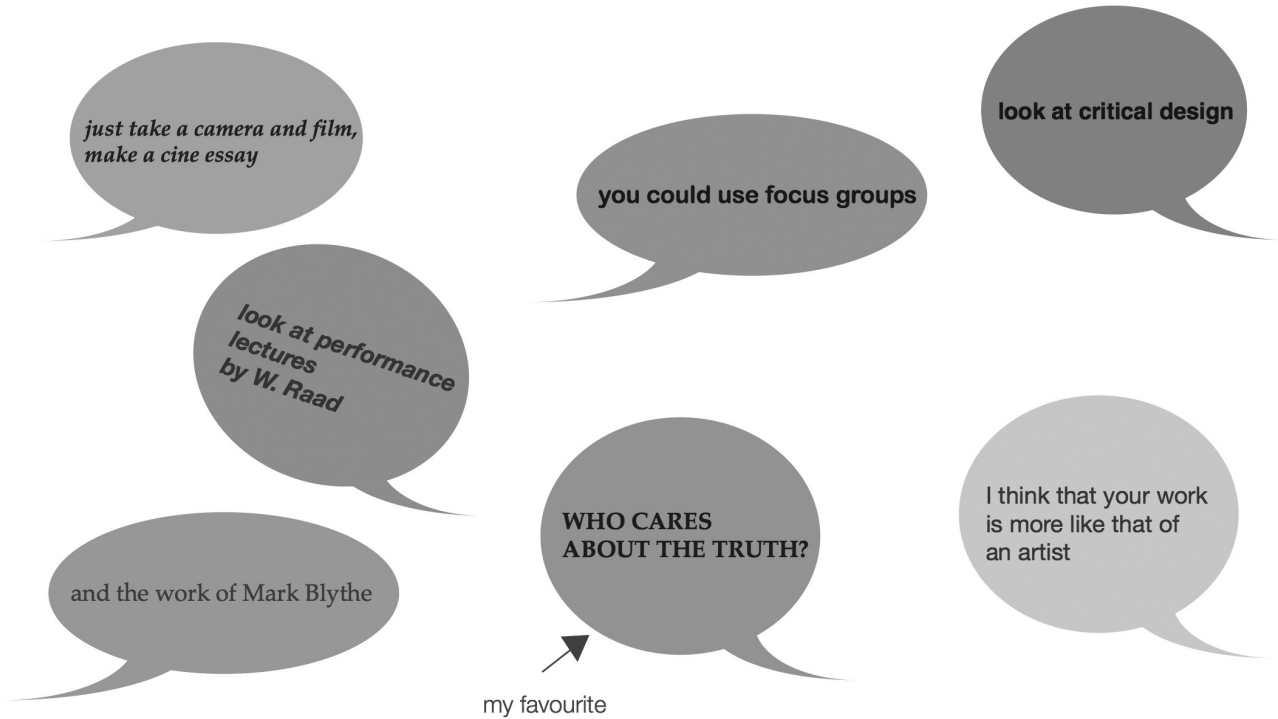 just take a camera and film,
make a cine essay
you could use focus groups
look at critical design
look at performance
lectures
by W. Raad
and the work of Mark Blythe
WHO CARES
ABOUT THE TRUTH?
my favourite
I think that your work
is more like that of
an artist